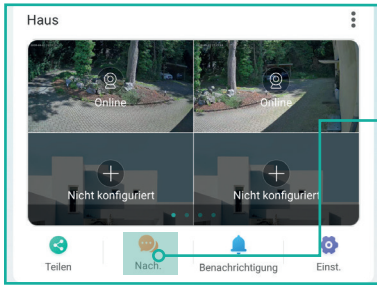 Haus
Online
Online
Nicht konfiguriert
Nicht konfiguriert
Teilen
Nach.
Benachrichtigung
Einst.